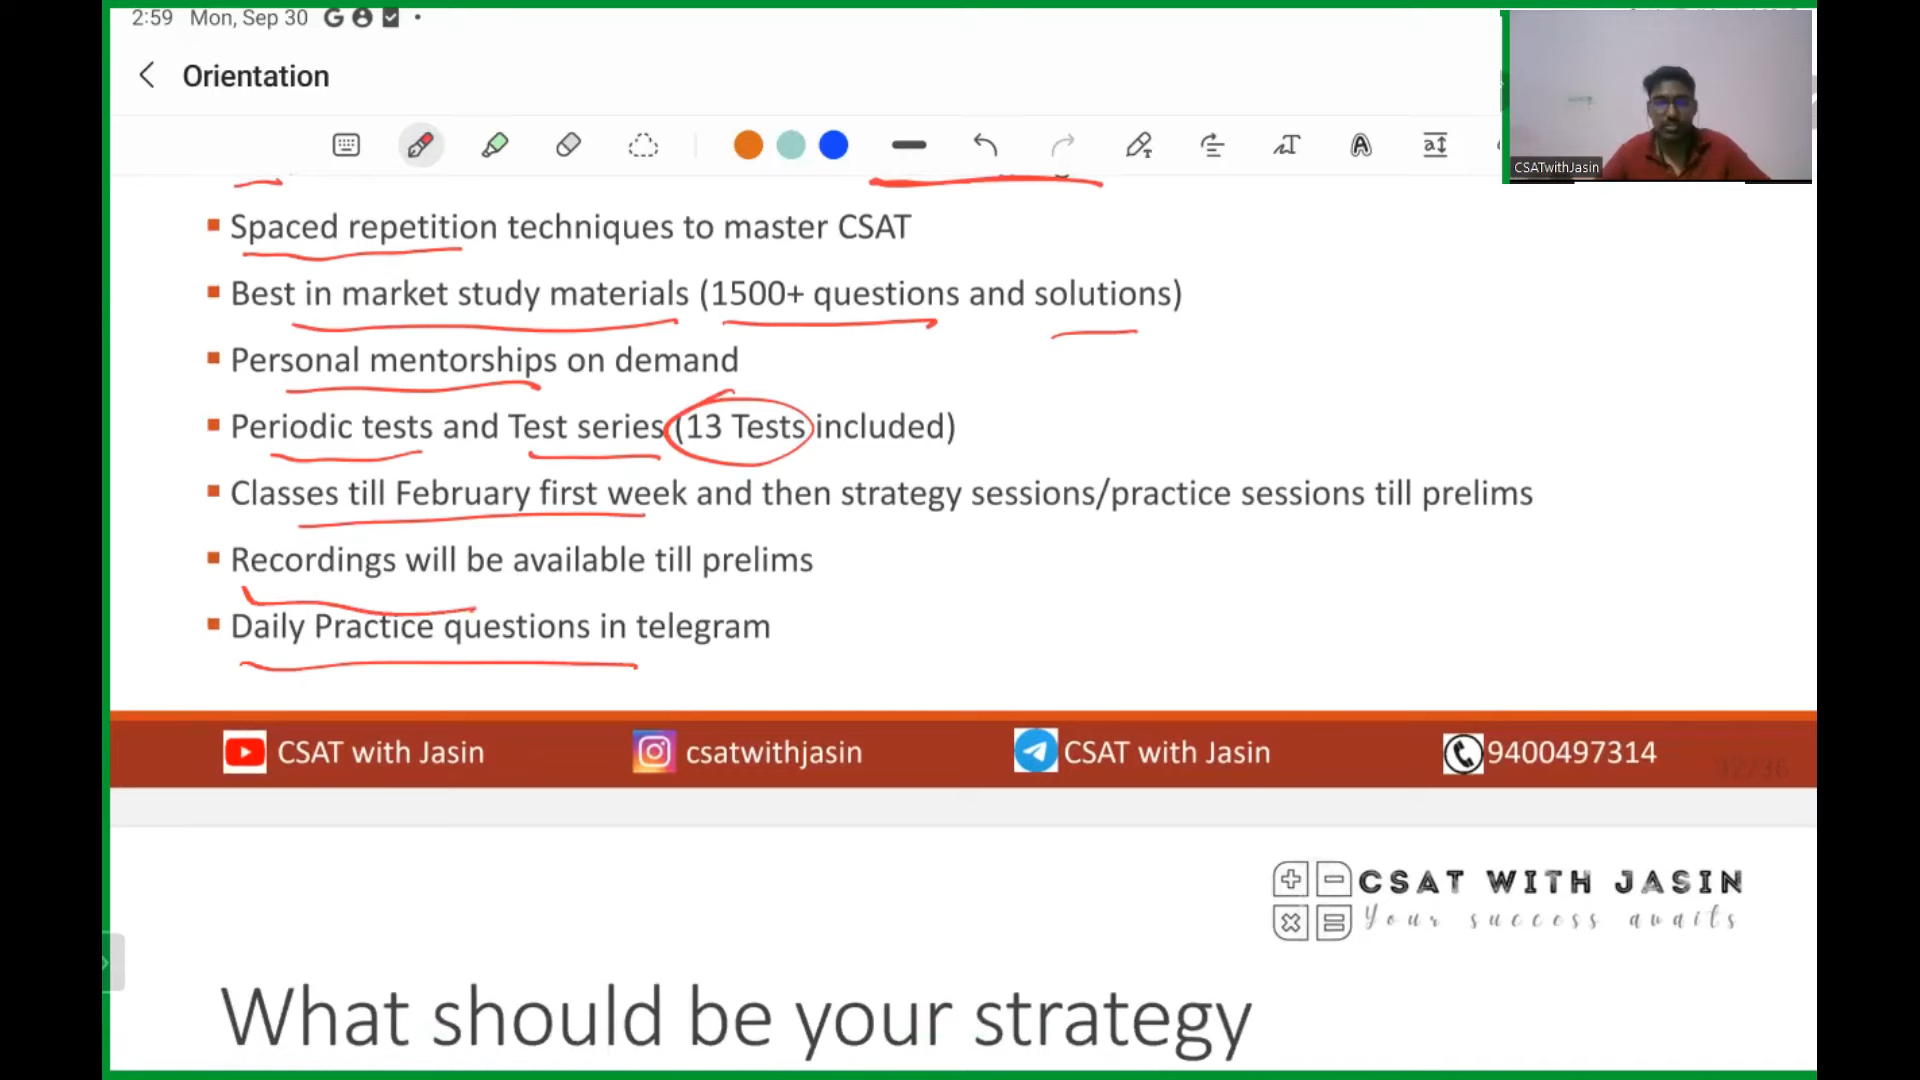 2:59 Mon, Sep 30
Orientation
CSATwithJasin
Spaced repetition techniques to master CSAT
Best in market study materials (1500+ questions and solutions)
Personal mentorships on demand
Periodic tests and Test series (13 Tests included)
Classes till February first week and then strategy sessions/practice sessions till prelims
Recordings will be available till prelims
Daily Practice questions in telegram
CSAT with Jasin csatwithjasin CSAT with Jasin 9400497314
12/36
CSAT WITH JASIN
Your success awaits
What should be your strategy